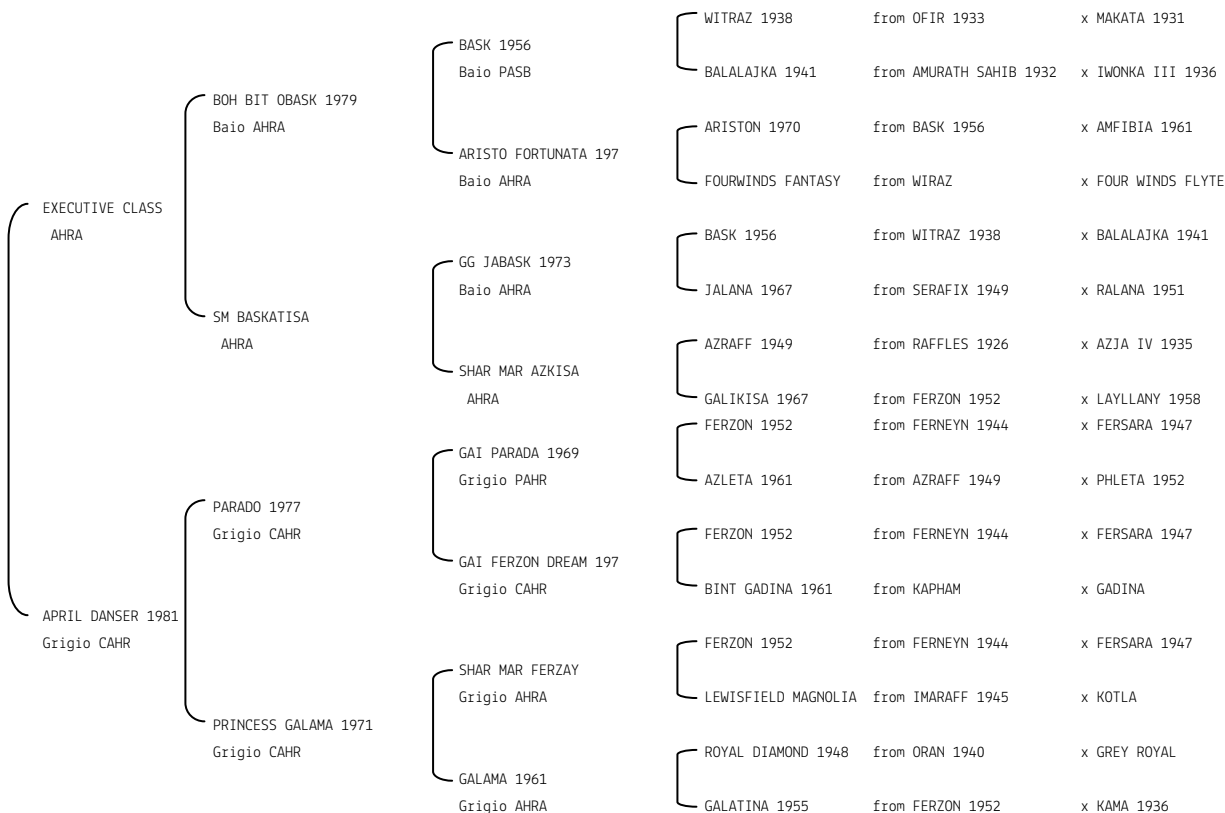 WITRAZ 1938 from OFIR 1933 x MAKATA 1931
BASK 1956
Baio PASB
BALALAJKA 1941 from AMURATH SAHIB 1932 x IWONKA III 1936
BOH BIT OBASK 1979
Baio AHRA
ARISTON 1970 from BASK 1956 x AMFIBIA 1961
ARISTO FORTUNATA 197
Baio AHRA
FOURWINDS FANTASY from WIRAZ x FOUR WINDS FLYTE
EXECUTIVE CLASS
AHRA
BASK 1956 from WITRAZ 1938 x BALALAJKA 1941
GG JABASK 1973
Baio AHRA
JALANA 1967 from SERAFIX 1949 x RALANA 1951
SM BASKATISA
AHRA
AZRAFF 1949 from RAFFLES 1926 x AZJA IV 1935
SHAR MAR AZKISA
AHRA
GALIKISA 1967 from FERZON 1952 x LAYLLANY 1958
FERZON 1952 from FERNEYN 1944 x FERSARA 1947
GAI PARADA 1969
Grigio PAHR
AZLETA 1961 from AZRAFF 1949 x PHLETA 1952
PARADO 1977
Grigio CAHR
FERZON 1952 from FERNEYN 1944 x FERSARA 1947
GAI FERZON DREAM 197
Grigio CAHR
BINT GADINA 1961 from KAPHAM x GADINA
APRIL DANSER 1981
Grigio CAHR
FERZON 1952 from FERNEYN 1944 x FERSARA 1947
SHAR MAR FERZAY
Grigio AHRA
LEWISFIELD MAGNOLIA from IMARAFF 1945 x KOTLA
PRINCESS GALAMA 1971
Grigio CAHR
ROYAL DIAMOND 1948 from ORAN 1940 x GREY ROYAL
GALAMA 1961
Grigio AHRA
GALATINA 1955 from FERZON 1952 x KAMA 1936